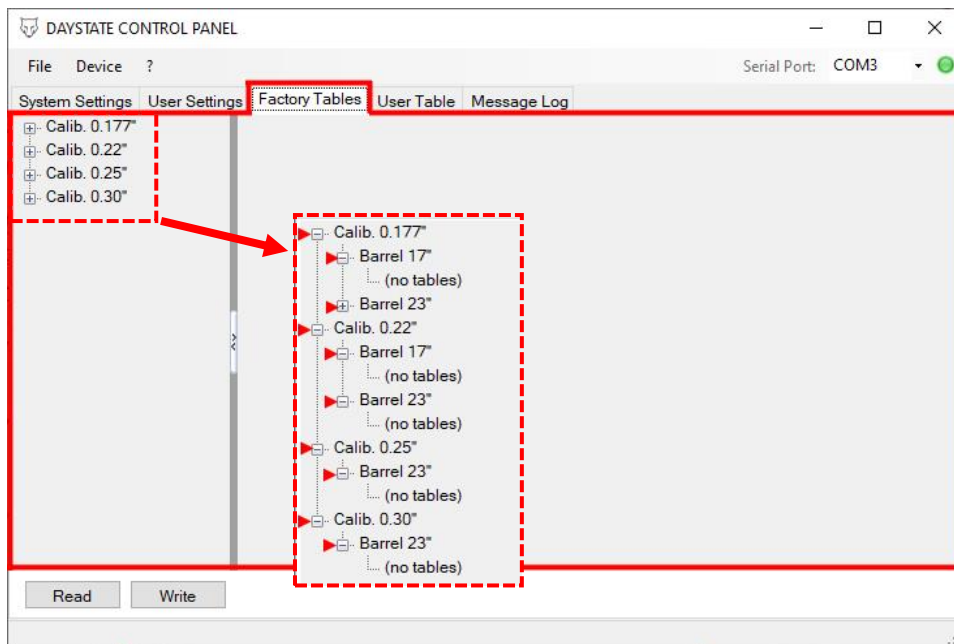 DAYSTATE CONTROL PANEL
File Device ? Serial Port: COM3
System Settings User Settings Factory Tables User Table Message Log
Calib. 0.177"
Calib. 0.22"
Calib. 0.25"
Calib. 0.30"
Calib. 0.177"
Barrel 17"
(no tables)
Barrel 23"
Calib. 0.22"
Barrel 17"
(no tables)
Barrel 23"
(no tables)
Calib. 0.25"
Barrel 23"
(no tables)
Calib. 0.30"
Barrel 23"
(no tables)
Read Write